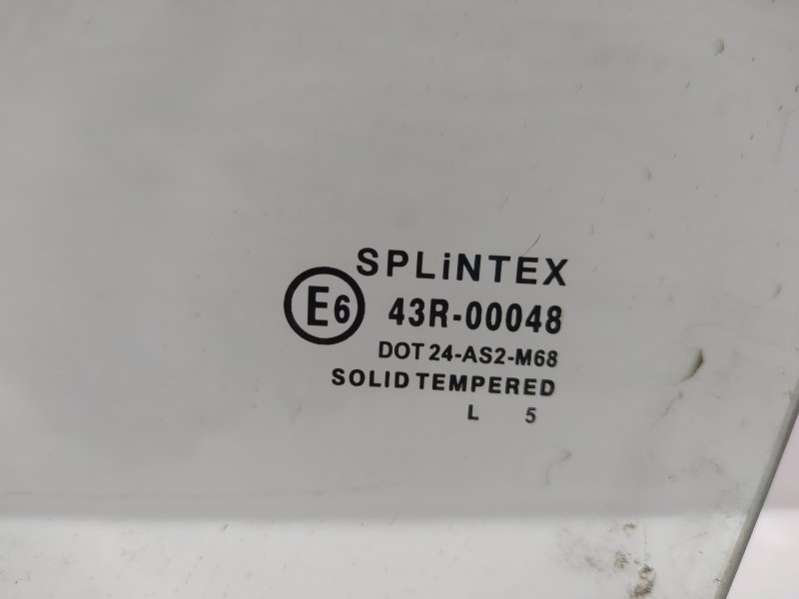 SPLiNTEX
E6 43R-00048
DOT 24-AS2-M68
SOLID TEMPERED
L 5